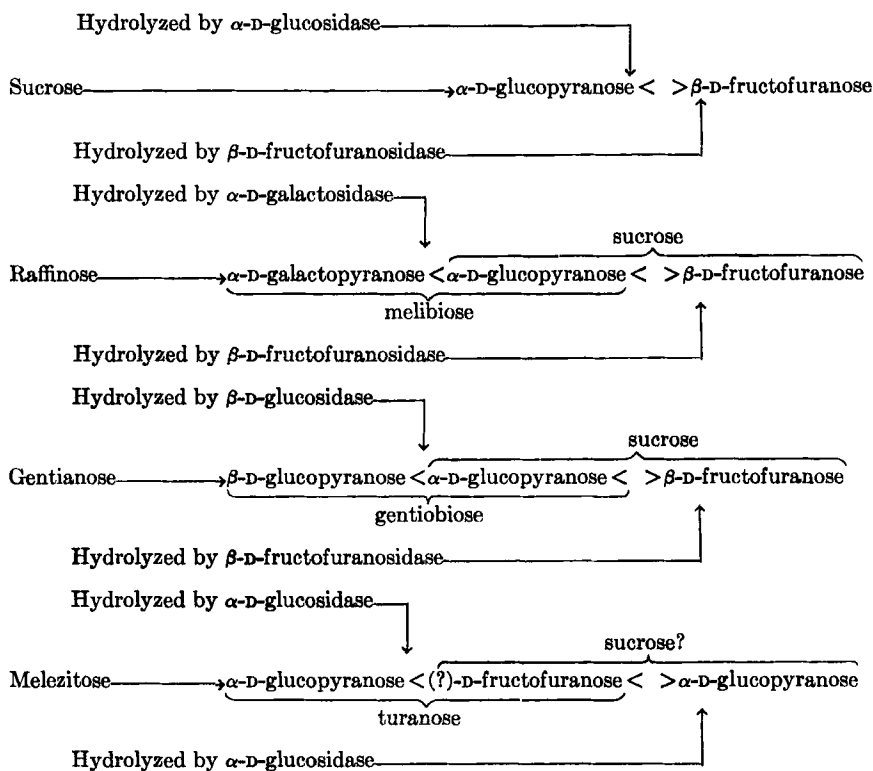 Hydrolyzed by α-D-glucosidase
Sucrose α-D-glucopyranose < > β-D-fructofuranose
Hydrolyzed by β-D-fructofuranosidase
Hydrolyzed by α-D-galactosidase
sucrose
Raffinose α-D-galactopyranose < α-D-glucopyranose < > β-D-fructofuranose
melibiose
Hydrolyzed by β-D-fructofuranosidase
Hydrolyzed by β-D-glucosidase
sucrose
Gentianose β-D-glucopyranose < α-D-glucopyranose < > β-D-fructofuranose
gentiobiose
Hydrolyzed by β-D-fructofuranosidase
Hydrolyzed by α-D-glucosidase
sucrose?
Melezitose α-D-glucopyranose < (?)-D-fructofuranose < > α-D-glucopyranose
turanose
Hydrolyzed by α-D-glucosidase